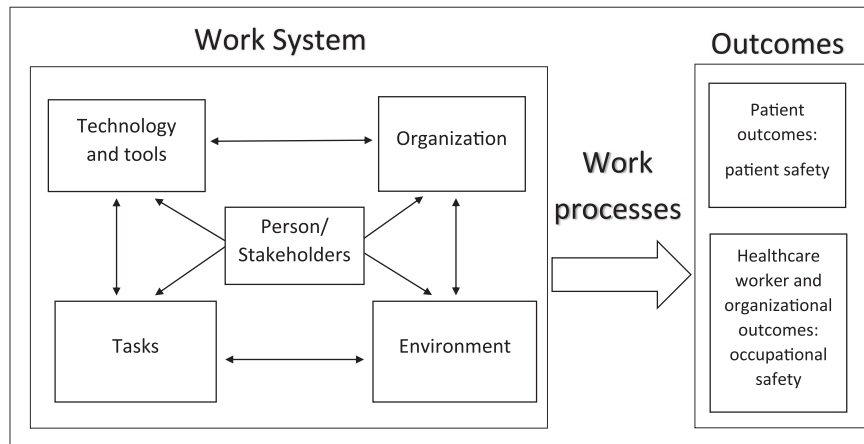 Work System
Outcomes
Technology
and tools
Organization
Person/
Stakeholders
Tasks
Environment
Work
processes
Patient
outcomes:
patient safety
Healthcare
worker and
organizational
outcomes:
occupational
safety